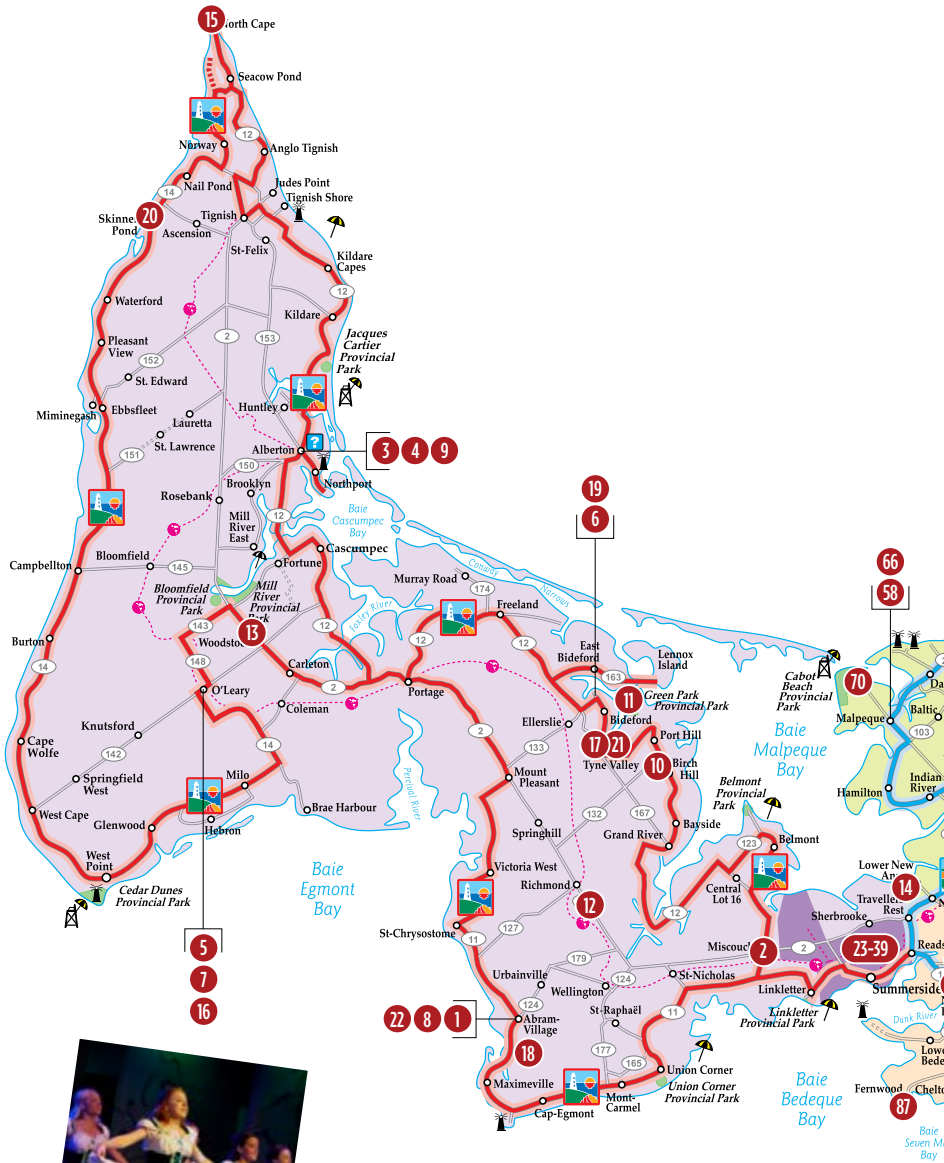 15
North Cape
Seacow Pond
12
Norway
Anglo Tignish
Nail Pond
Judes Point
14
Tignish Shore
20
Tignish
Pond
Ascension
St-Felix
Kildare
Capes
12
Waterford
Kildare
2
153
Jacques
Cartier
Provincial
Park
Pleasant
View
152
St. Edward
Miminegash
Ebbsfleet
Huntley
Lauretta
St. Lawrence
?
Alberton
3 4 9
151
150
Northport
Rosebank
Brooklyn
19
6
Mill
River
East
12
Baie
Cascumpec
Bay
Cascumpec
Campbellton
Bloomfield
145
Fortune
Bloomfield
Provincial
Park
Mill
River
Provincial
Park
Murray Road
Conway
Narrows
174
Foxley River
Freeland
66
58
143
13
12
12
12
Burton
14
148
Carleton
East
Bideford
Lennox
Island
163
O'Leary
2
Portage
11
Green Park
Provincial Park
Cabot
Beach
Provincial
Park
70
Malpeque
Baltic
103
Coleman
Ellerslie
Bideford
Knutsford
142
14
2
133
17 21
Tyne Valley
Port Hill
10
Birch
Hill
Baie
Malpeque
Bay
Cape
Wolfe
Springfield
West
Milo
Percival River
Mount
Pleasant
Belmont
Provincial
Park
Hamilton
Indian
River
West Cape
Glenwood
Hebron
Brae Harbour
Springhill
132
167
Bayside
Grand River
123
Belmont
West
Point
Cedar Dunes
Provincial Park
Baie
Egmont
Bay
Victoria West
Richmond
12
Central
Lot 16
12
Lower New
14
Travellers
Rest
Sherbrooke
5
7
16
St-Chrysostome
11
127
179
2
2
23-39
Urbainville
124
124
Wellington
St-Nicholas
Linkletter
Summerside
22 8 1
Abram-
Village
St-Raphaël
11
Linkletter
Provincial Park
Dunk River
18
177
165
Union Corner
Maximeville
Union Corner
Provincial Park
Cap-Egmont
Mont-
Carmel
Baie
Bedeque
Bay
Fernwood
87
Baie